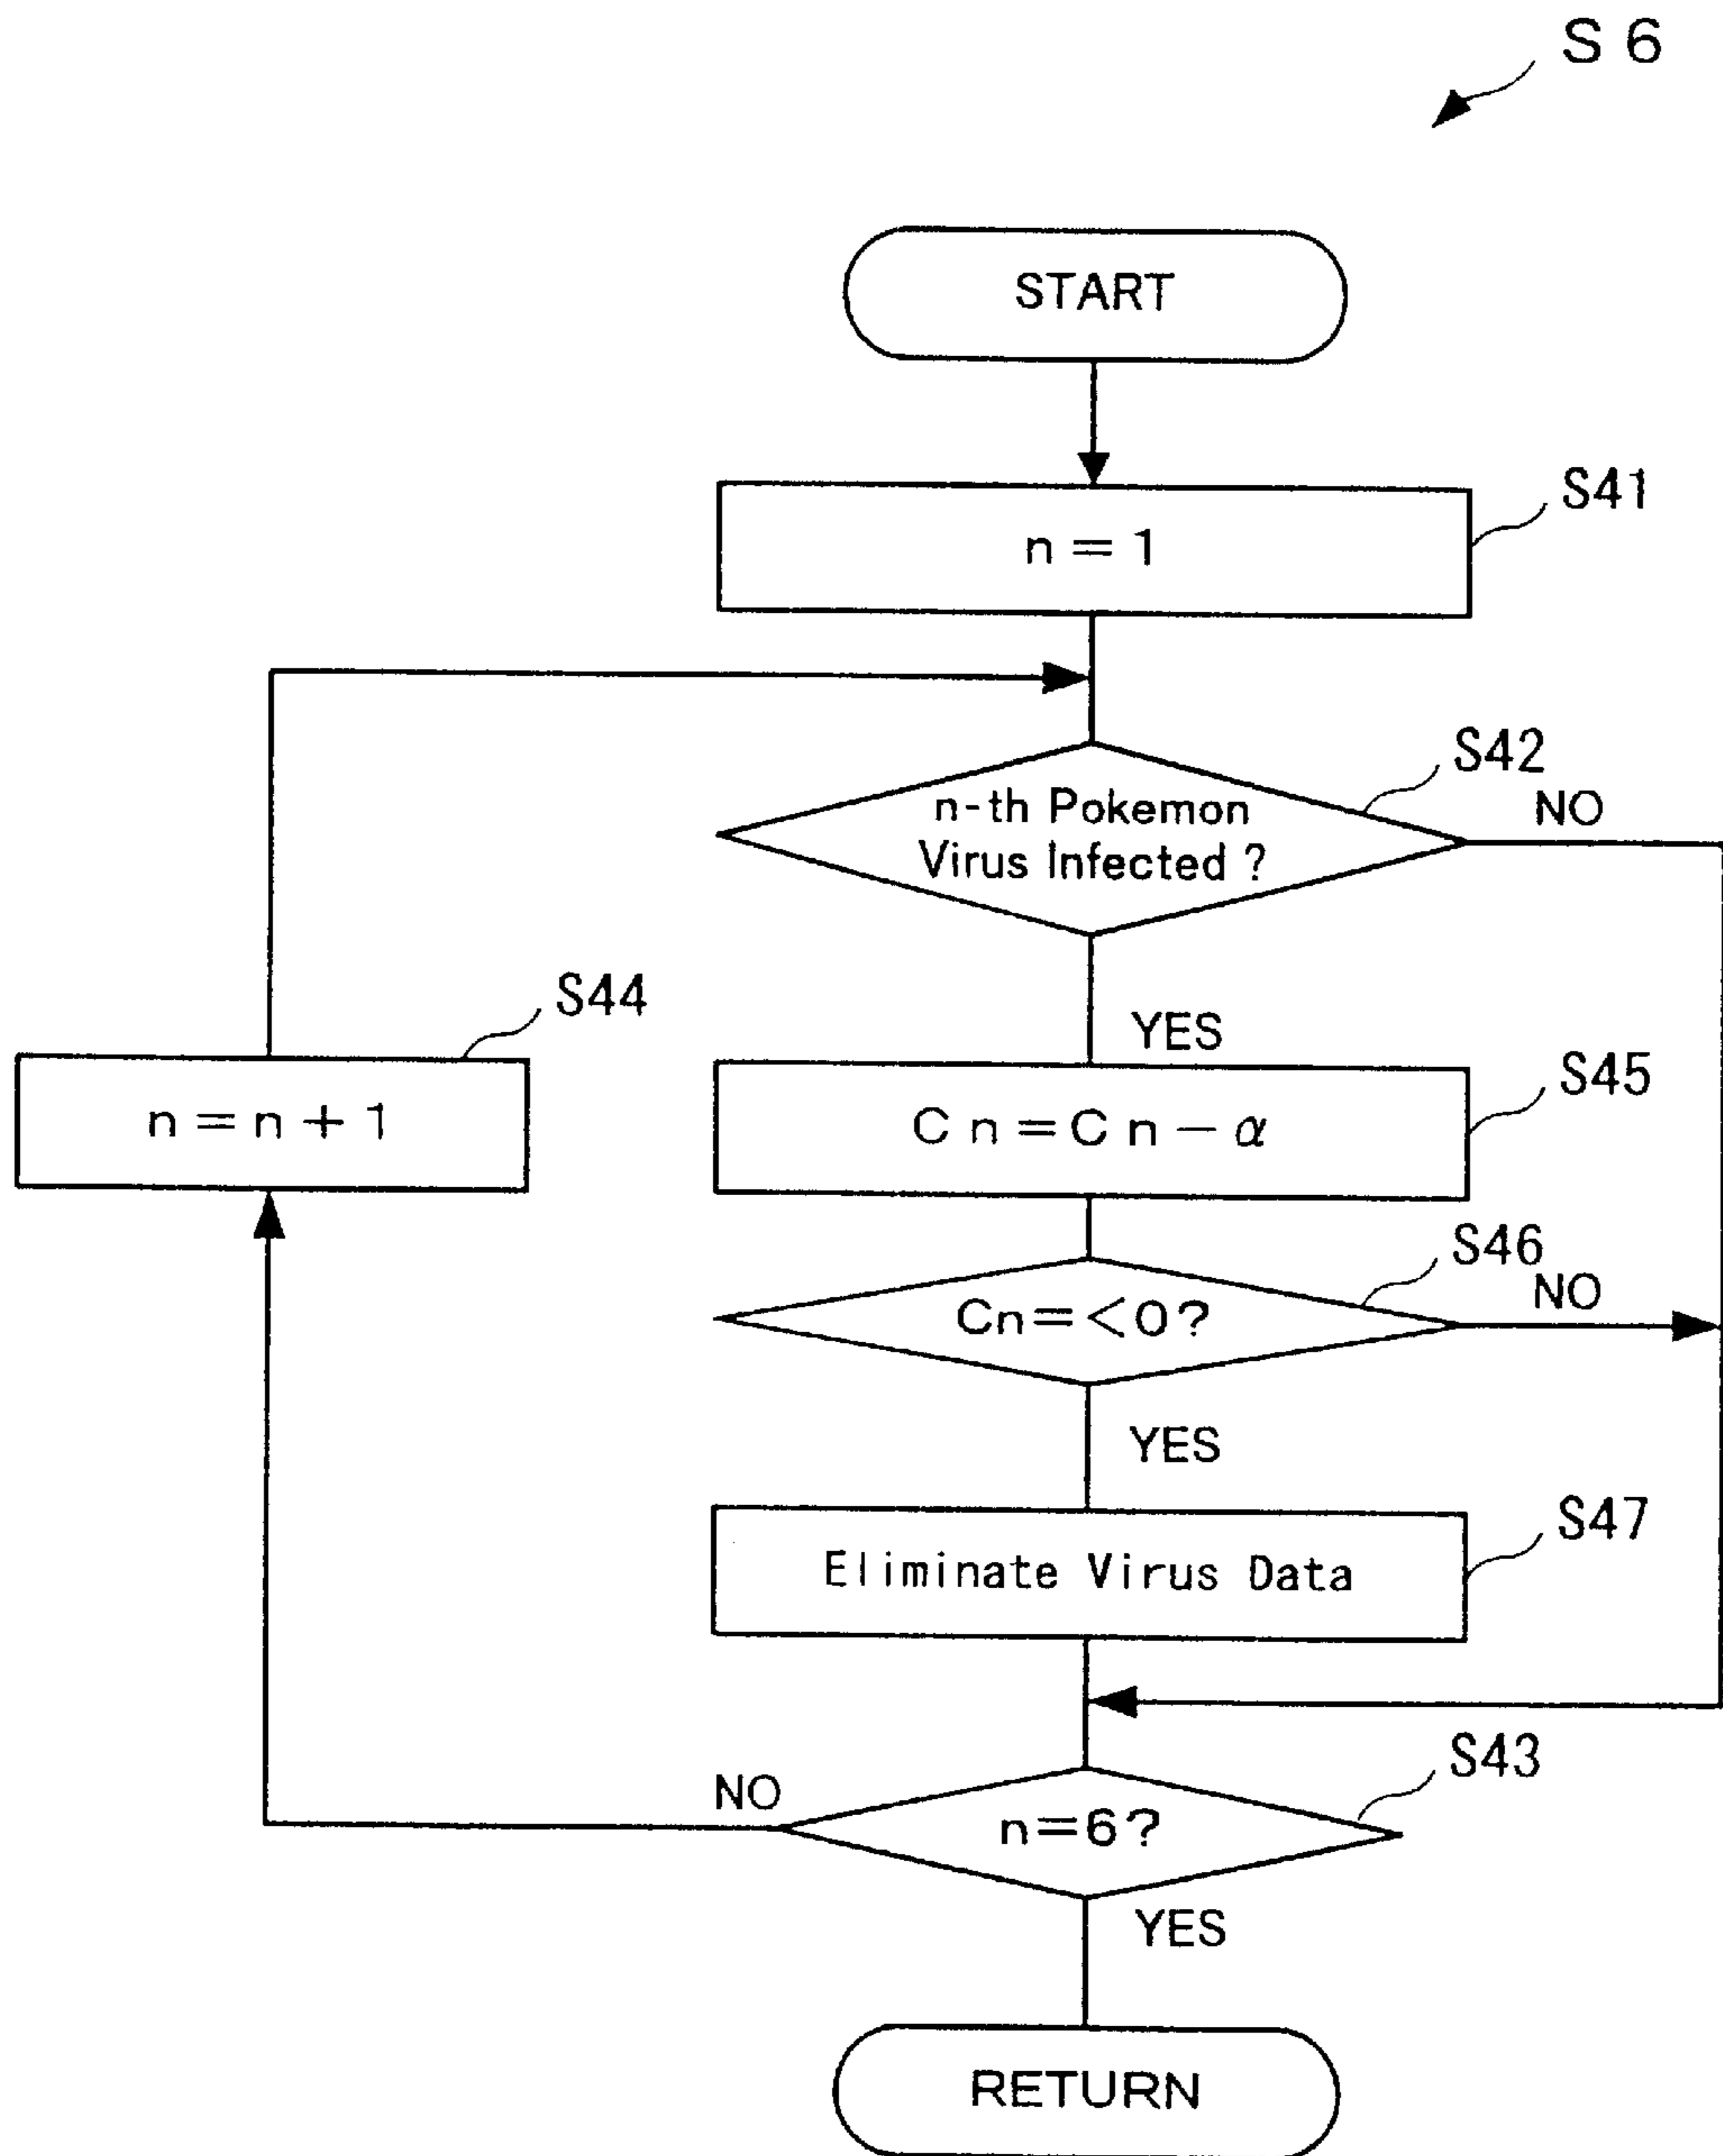 S 6
START
S41
n = 1
S42
n-th Pokemon
Virus Infected ?
NO
YES
S44
n = n + 1
S45
C n = C n - α
S46
Cn=<0?
NO
YES
S47
Eliminate Virus Data
S43
n=6?
NO
YES
RETURN